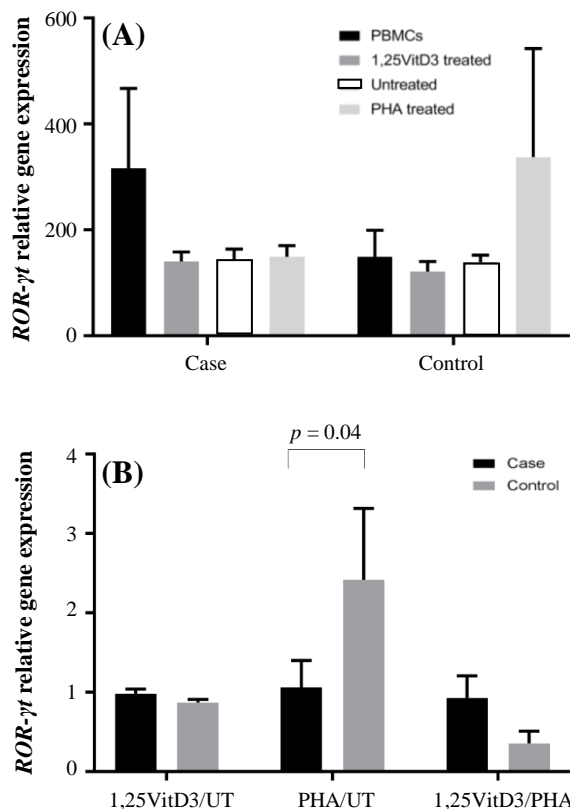 (A)
PBMCs
1,25VitD3 treated
Untreated
PHA treated
ROR-γt relative gene expression
600
400
200
0
Case
Control
(B)
p = 0.04
Case
Control
ROR-γt relative gene expression
4
3
2
1
0
1,25VitD3/UT
PHA/UT
1,25VitD3/PHA